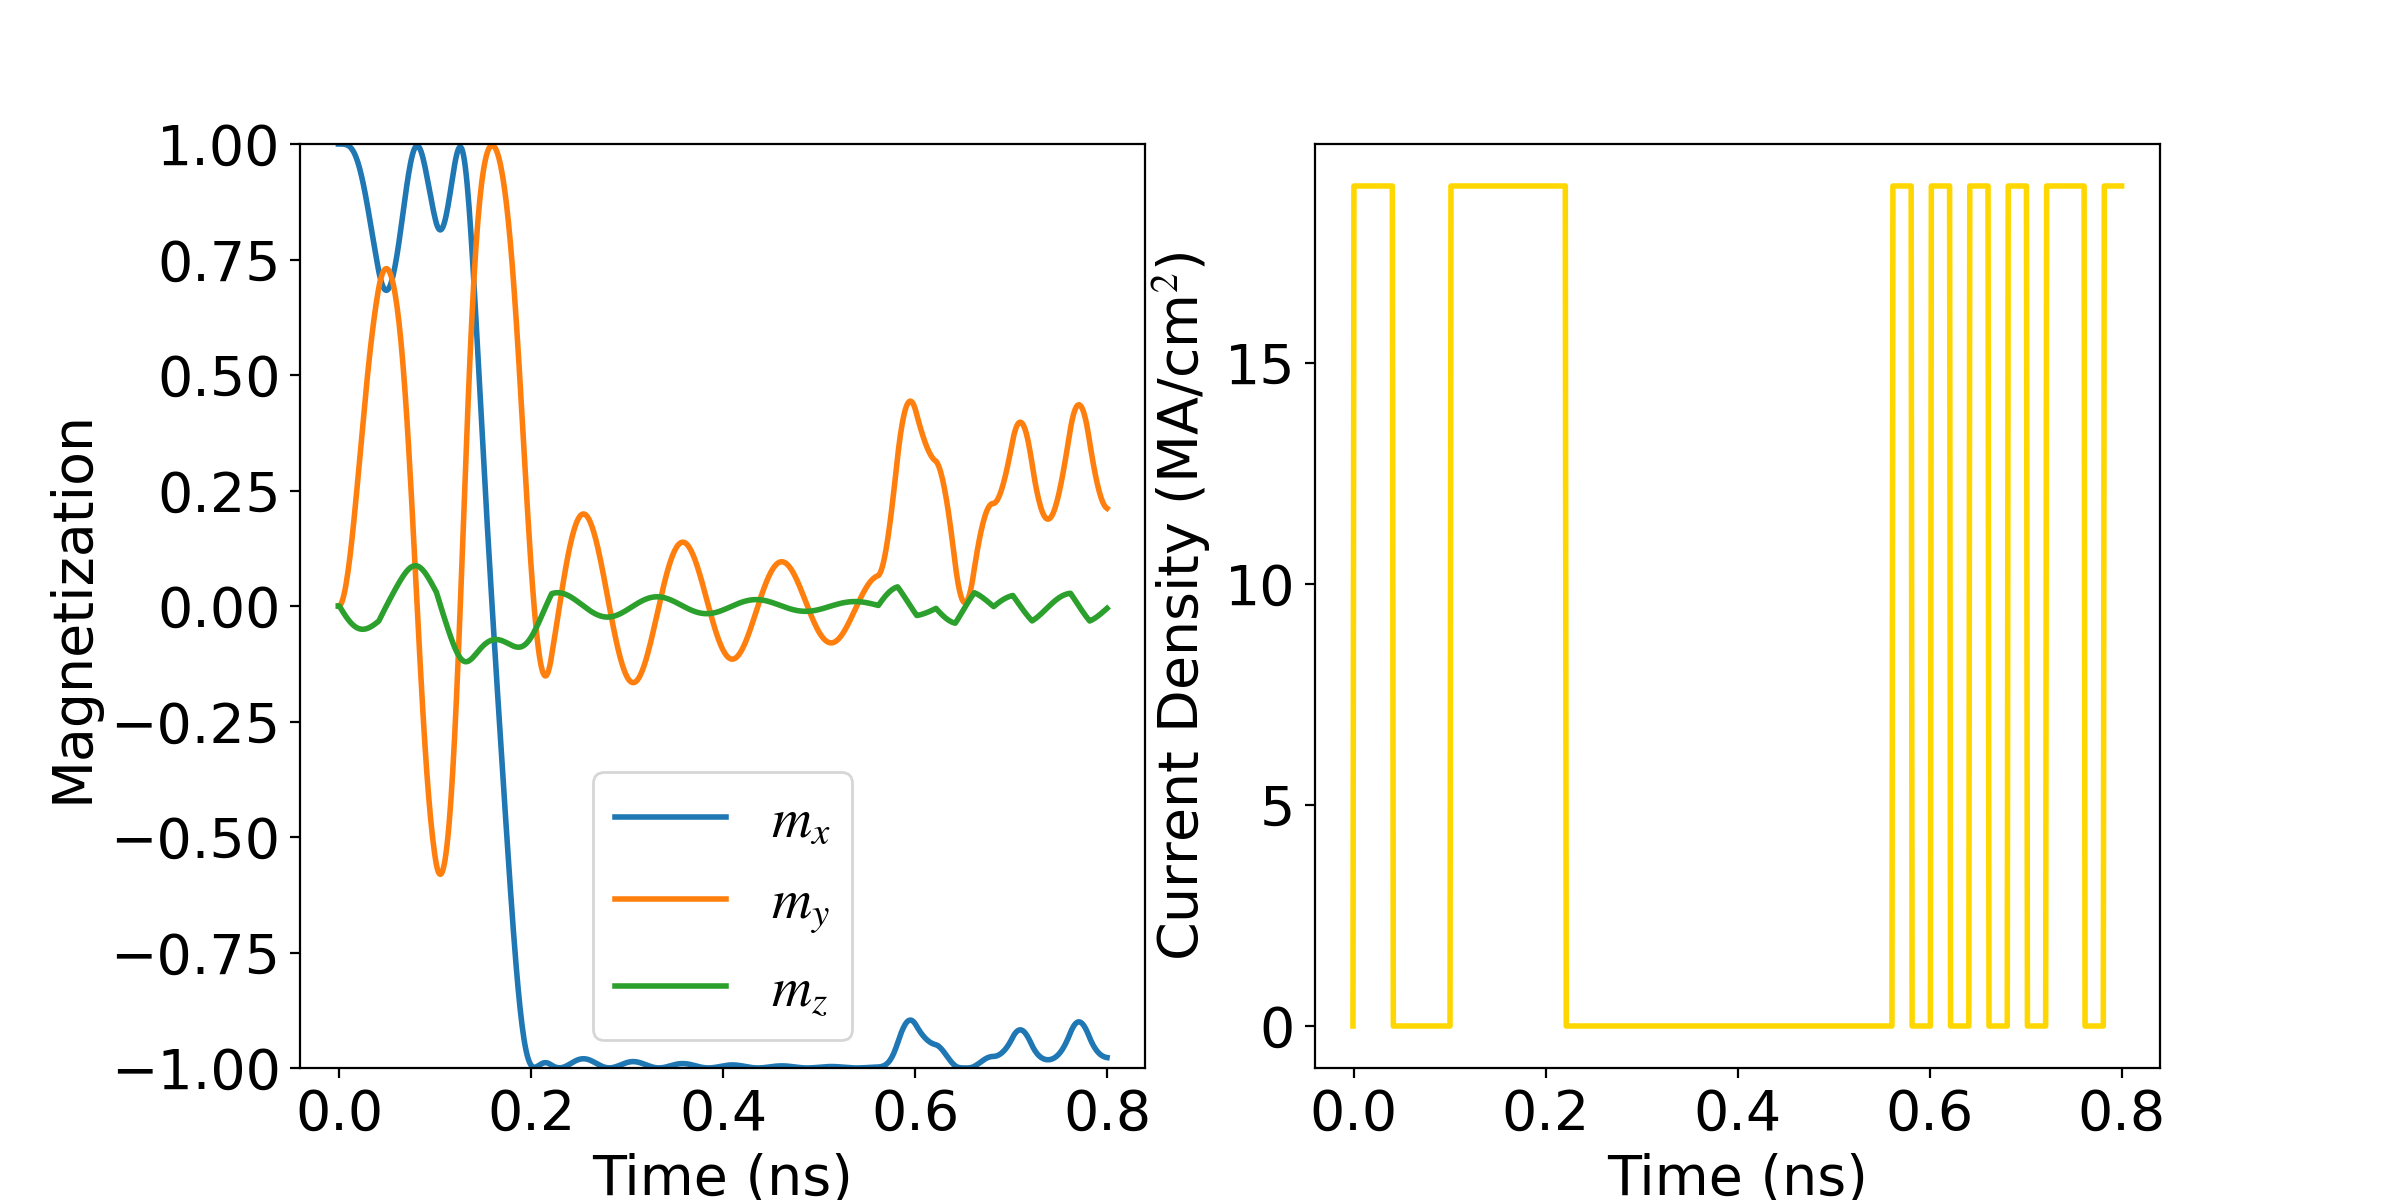 Magnetization
1.00
0.75
0.50
0.25
0.00
−0.25
−0.50
−0.75
−1.00
m_x
m_y
m_z
0.0 0.2 0.4 0.6 0.8
Time (ns)
Current Density (MA/cm²)
15
10
5
0
0.0 0.2 0.4 0.6 0.8
Time (ns)